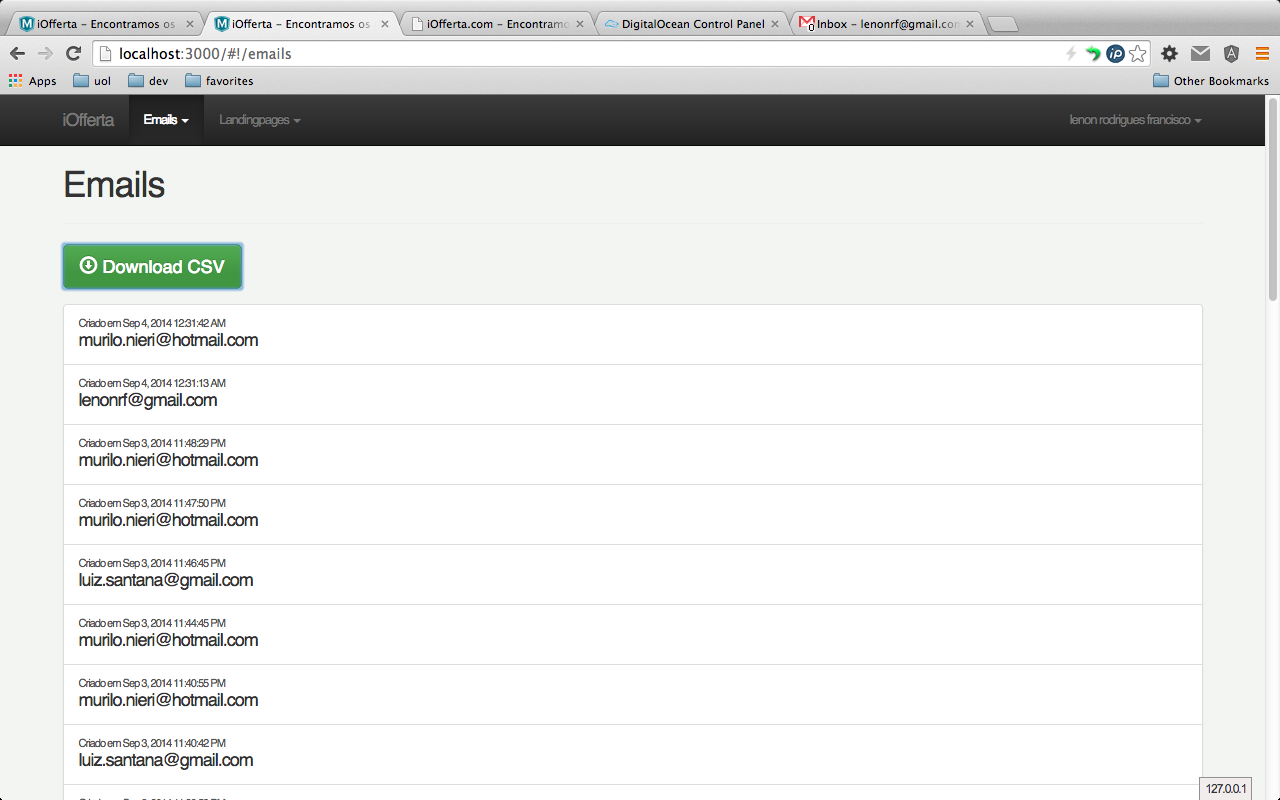 iOfferta – Encontramos os
iOfferta – Encontramos os
iOfferta.com – Encontramo
DigitalOcean Control Panel
Inbox – lenonrf@gmail.com
localhost:3000/#!/emails
Apps
uol
dev
favorites
Other Bookmarks
iOfferta
Emails
Landingpages
lenon rodrigues francisco
Emails
Download CSV
Criado em Sep 4, 2014 12:31:42 AM
murilo.nieri@hotmail.com
Criado em Sep 4, 2014 12:31:13 AM
lenonrf@gmail.com
Criado em Sep 3, 2014 11:48:29 PM
murilo.nieri@hotmail.com
Criado em Sep 3, 2014 11:47:50 PM
murilo.nieri@hotmail.com
Criado em Sep 3, 2014 11:46:45 PM
luiz.santana@gmail.com
Criado em Sep 3, 2014 11:44:45 PM
murilo.nieri@hotmail.com
Criado em Sep 3, 2014 11:40:55 PM
murilo.nieri@hotmail.com
Criado em Sep 3, 2014 11:40:42 PM
luiz.santana@gmail.com
127.0.0.1